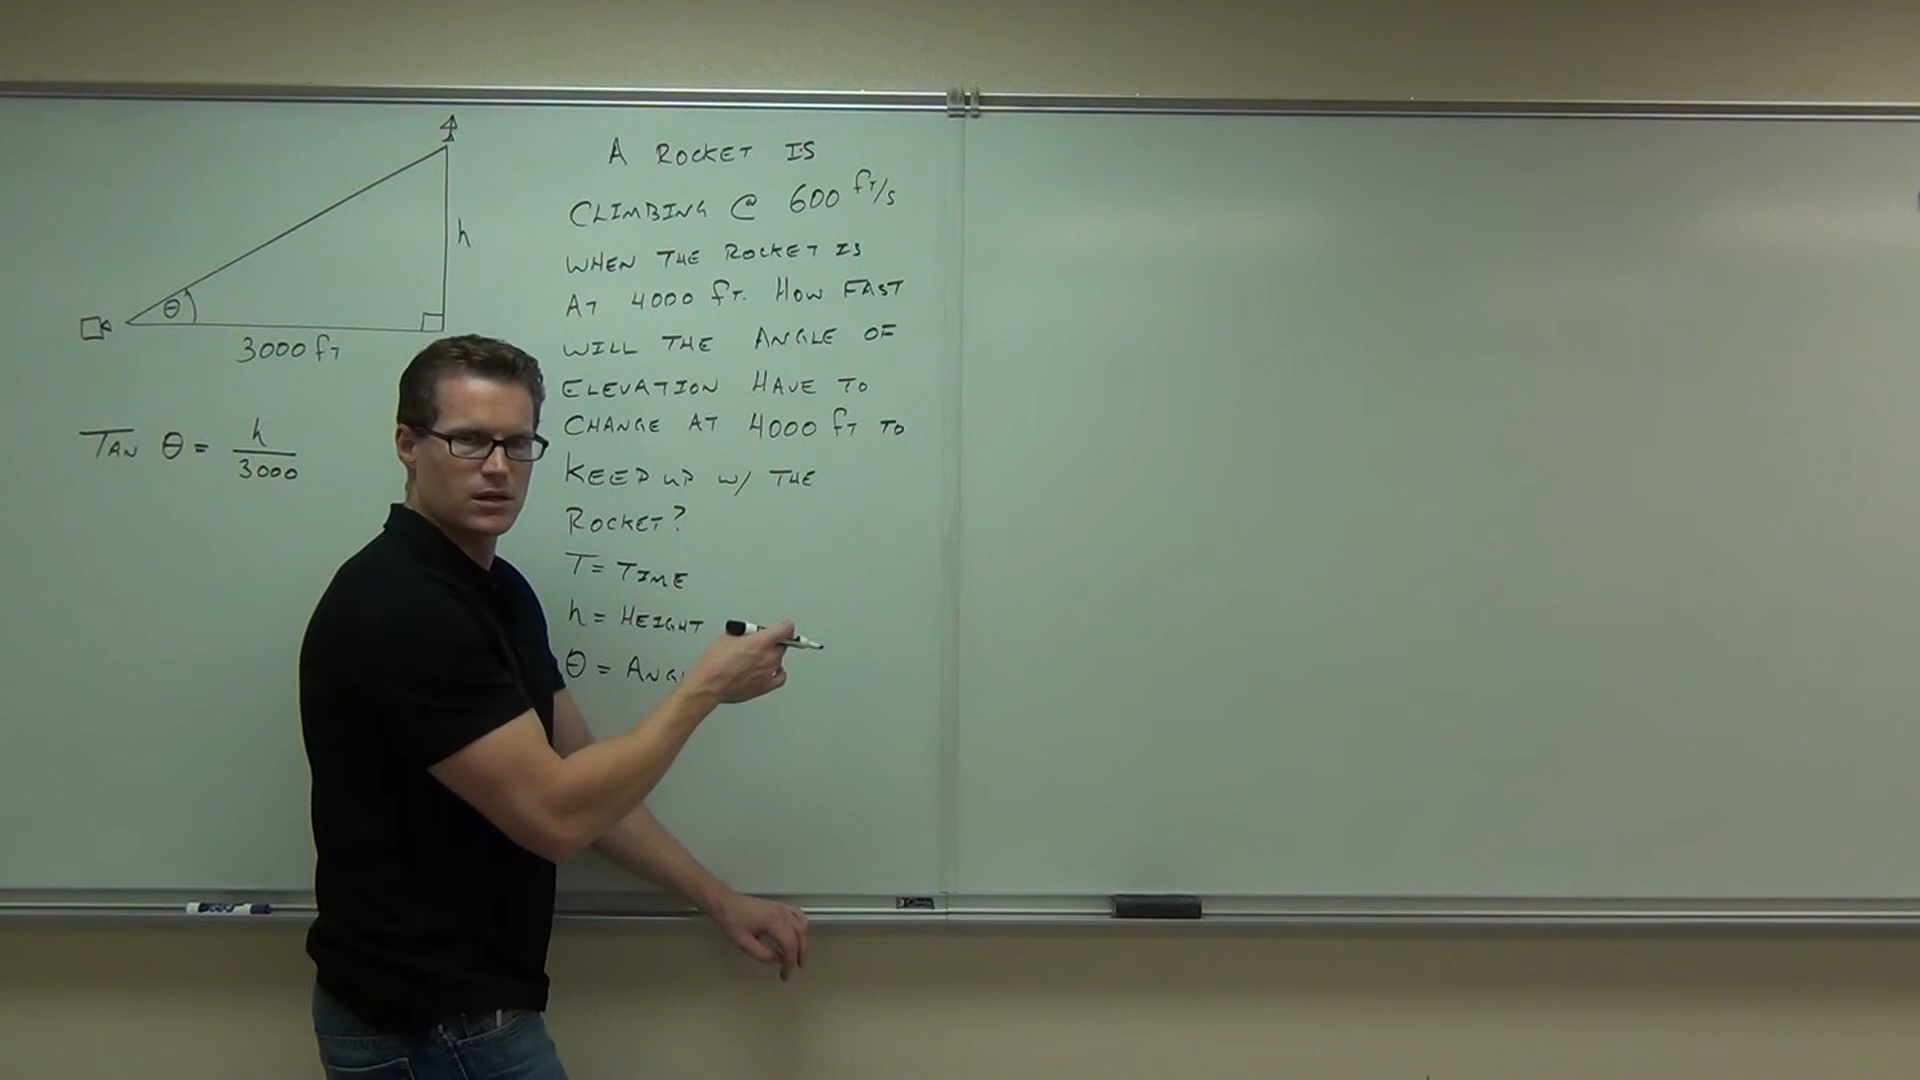 A ROCKET IS
CLIMBING @ 600 ft/s
WHEN THE ROCKET IS
AT 4000 ft. HOW FAST
WILL THE ANGLE OF
ELEVATION HAVE TO
CHANGE AT 4000 ft TO
KEEP UP w/ THE
ROCKET?
T = TIME
h = HEIGHT
θ =
h
θ
3000 ft
TAN θ = h/3000